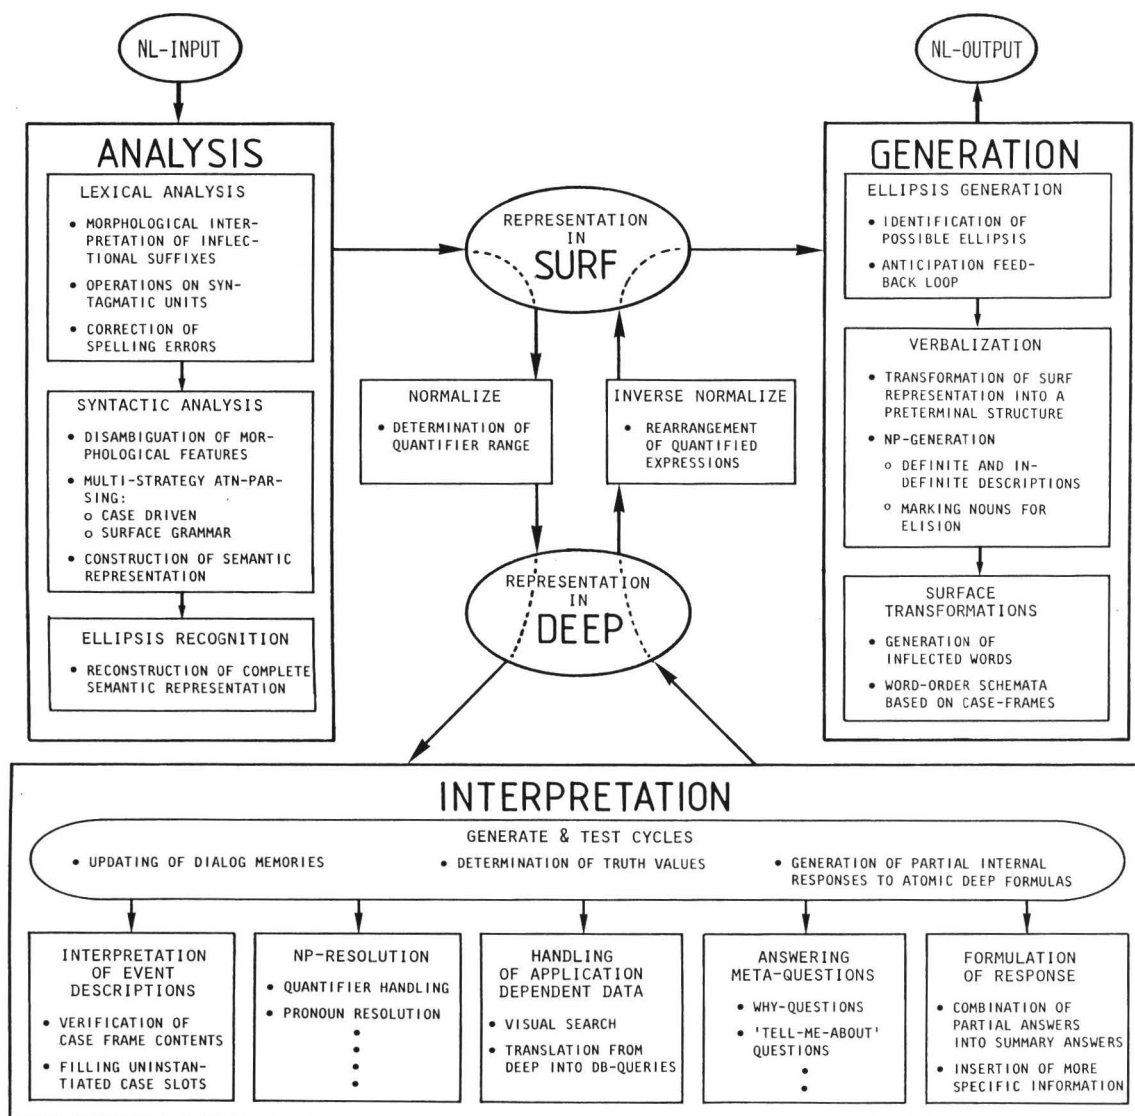 NL-INPUT
NL-OUTPUT
ANALYSIS
LEXICAL ANALYSIS
• MORPHOLOGICAL INTER-
PRETATION OF INFLEC-
TIONAL SUFFIXES
• OPERATIONS ON SYN-
TAGMATIC UNITS
• CORRECTION OF
SPELLING ERRORS
SYNTACTIC ANALYSIS
• DISAMBIGUATION OF MOR-
PHOLOGICAL FEATURES
• MULTI-STRATEGY ATN-PAR-
SING:
o CASE DRIVEN
o SURFACE GRAMMAR
• CONSTRUCTION OF SEMANTIC
REPRESENTATION
ELLIPSIS RECOGNITION
• RECONSTRUCTION OF COMPLETE
SEMANTIC REPRESENTATION
REPRESENTATION
IN
SURF
NORMALIZE
• DETERMINATION OF
QUANTIFIER RANGE
INVERSE NORMALIZE
• REARRANGEMENT
OF QUANTIFIED
EXPRESSIONS
REPRESENTATION
IN
DEEP
GENERATION
ELLIPSIS GENERATION
• IDENTIFICATION OF
POSSIBLE ELLIPSIS
• ANTICIPATION FEED-
BACK LOOP
VERBALIZATION
• TRANSFORMATION OF SURF
REPRESENTATION INTO A
PRETERMINAL STRUCTURE
• NP-GENERATION
o DEFINITE AND IN-
DEFINITE DESCRIPTIONS
o MARKING NOUNS FOR
ELISION
SURFACE
TRANSFORMATIONS
• GENERATION OF
INFLECTED WORDS
• WORD-ORDER SCHEMATA
BASED ON CASE-FRAMES
INTERPRETATION
GENERATE & TEST CYCLES
• UPDATING OF DIALOG MEMORIES
• DETERMINATION OF TRUTH VALUES
• GENERATION OF PARTIAL INTERNAL
RESPONSES TO ATOMIC DEEP FORMULAS
INTERPRETATION
OF EVENT
DESCRIPTIONS
• VERIFICATION OF
CASE FRAME CONTENTS
• FILLING UNINSTAN-
TIATED CASE SLOTS
NP-RESOLUTION
• QUANTIFIER HANDLING
• PRONOUN RESOLUTION
•
•
•
•
HANDLING
OF APPLICATION
DEPENDENT DATA
• VISUAL SEARCH
• TRANSLATION FROM
DEEP INTO DB-QUERIES
ANSWERING
META-QUESTIONS
• WHY-QUESTIONS
• 'TELL-ME-ABOUT'
QUESTIONS
•
•
FORMULATION
OF RESPONSE
• COMBINATION OF
PARTIAL ANSWERS
INTO SUMMARY ANSWERS
• INSERTION OF MORE
SPECIFIC INFORMATION